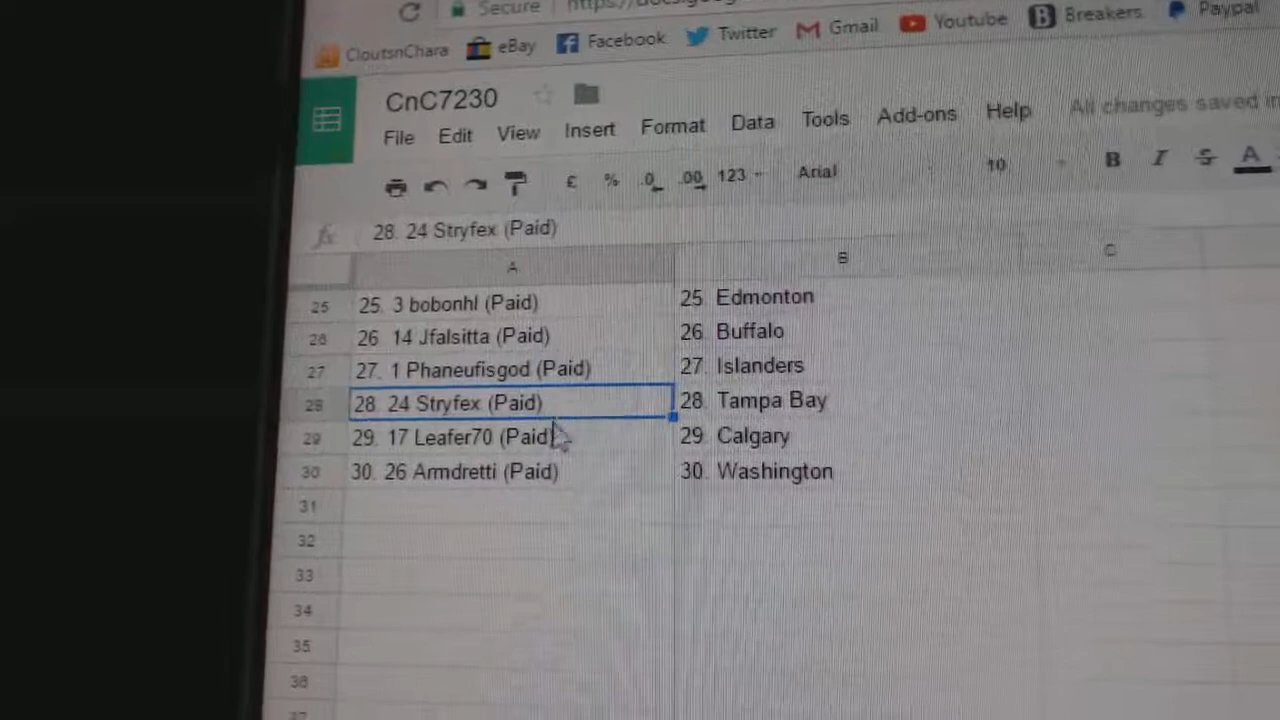 Secure
CloutsnChara eBay Facebook Twitter Gmail Youtube B Breakers Paypal
CnC7230
File Edit View Insert Format Data Tools Add-ons Help All changes saved in
£ % .0 .00 123 Arial 10 B I S A
fx 28. 24 Stryfex (Paid)
A B C
25 25. 3 bobonhl (Paid) 25. Edmonton
26 26. 14 Jfalsitta (Paid) 26. Buffalo
27 27. 1 Phaneufisgod (Paid) 27. Islanders
28 28. 24 Stryfex (Paid) 28. Tampa Bay
29 29. 17 Leafer70 (Paid) 29. Calgary
30 30. 26 Armdretti (Paid) 30. Washington
31
32
33
34
35
36